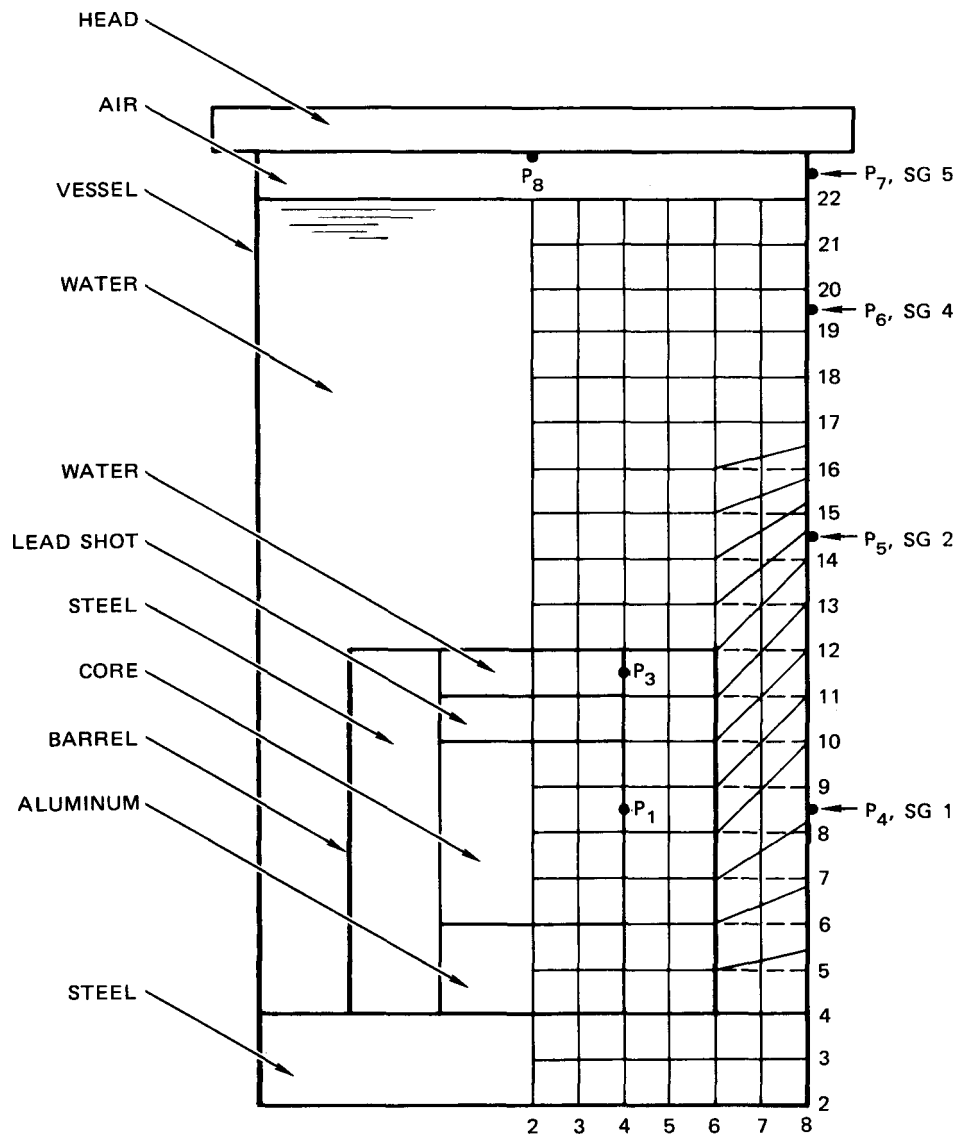 HEAD
AIR
VESSEL
WATER
WATER
LEAD SHOT
STEEL
CORE
BARREL
ALUMINUM
STEEL
P8
P3
P1
P7, SG 5
22
21
20
P6, SG 4
19
18
17
16
15
P5, SG 2
14
13
12
11
10
9
P4, SG 1
8
7
6
5
4
3
2
2 3 4 5 6 7 8